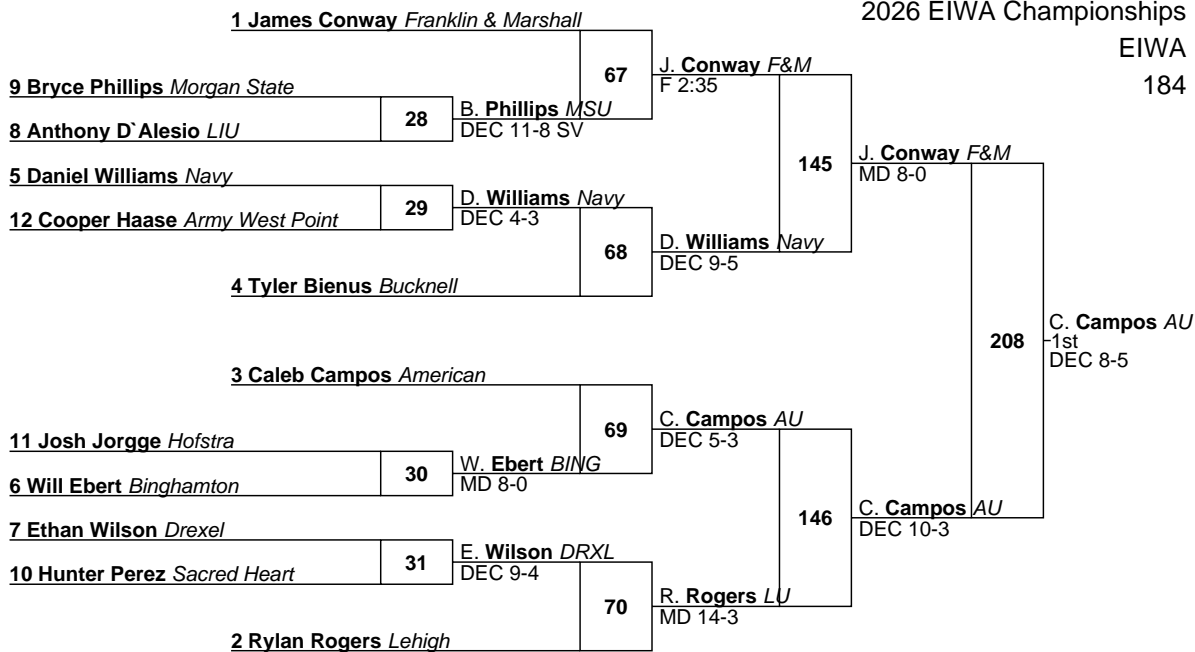 2026 EIWA Championships
EIWA
184
1 James Conway Franklin & Marshall
67
J. Conway F&M
F 2:35
9 Bryce Phillips Morgan State
28
B. Phillips MSU
DEC 11-8 SV
8 Anthony D`Alesio LIU
145
J. Conway F&M
MD 8-0
5 Daniel Williams Navy
29
D. Williams Navy
DEC 4-3
12 Cooper Haase Army West Point
68
D. Williams Navy
DEC 9-5
4 Tyler Bienus Bucknell
208
C. Campos AU
1st
DEC 8-5
3 Caleb Campos American
69
C. Campos AU
DEC 5-3
11 Josh Jorgge Hofstra
30
W. Ebert BING
MD 8-0
6 Will Ebert Binghamton
146
C. Campos AU
DEC 10-3
7 Ethan Wilson Drexel
31
E. Wilson DRXL
DEC 9-4
10 Hunter Perez Sacred Heart
70
R. Rogers LU
MD 14-3
2 Rylan Rogers Lehigh